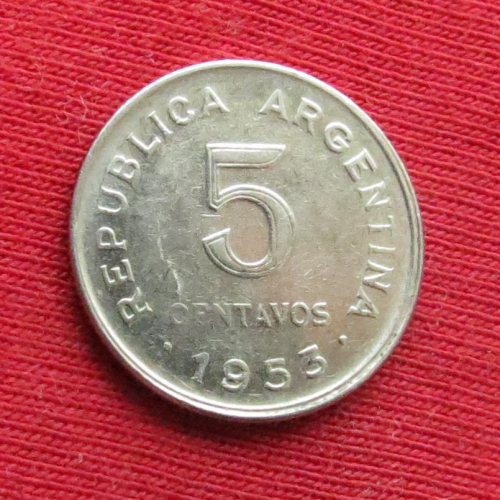 REPUBLICA ARGENTINA
5
CENTAVOS
· 1953 ·